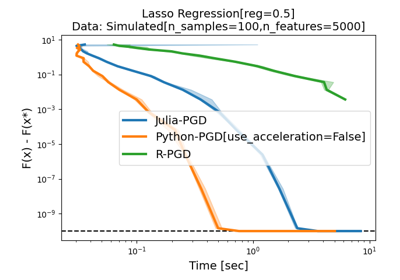 Lasso Regression[reg=0.5]
Data: Simulated[n_samples=100,n_features=5000]
F(x) - F(x*)
10¹
10⁻¹
10⁻³
10⁻⁵
10⁻⁷
10⁻⁹
Julia-PGD
Python-PGD[use_acceleration=False]
R-PGD
10⁻¹
10⁰
10¹
Time [sec]